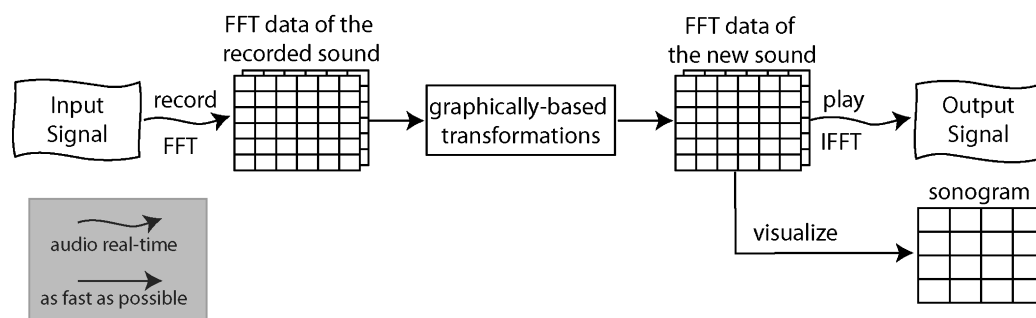 FFT data of the
recorded sound
FFT data of
the new sound
Input
Signal
record
FFT
graphically-based
transformations
play
IFFT
Output
Signal
sonogram
visualize
audio real-time
as fast as possible